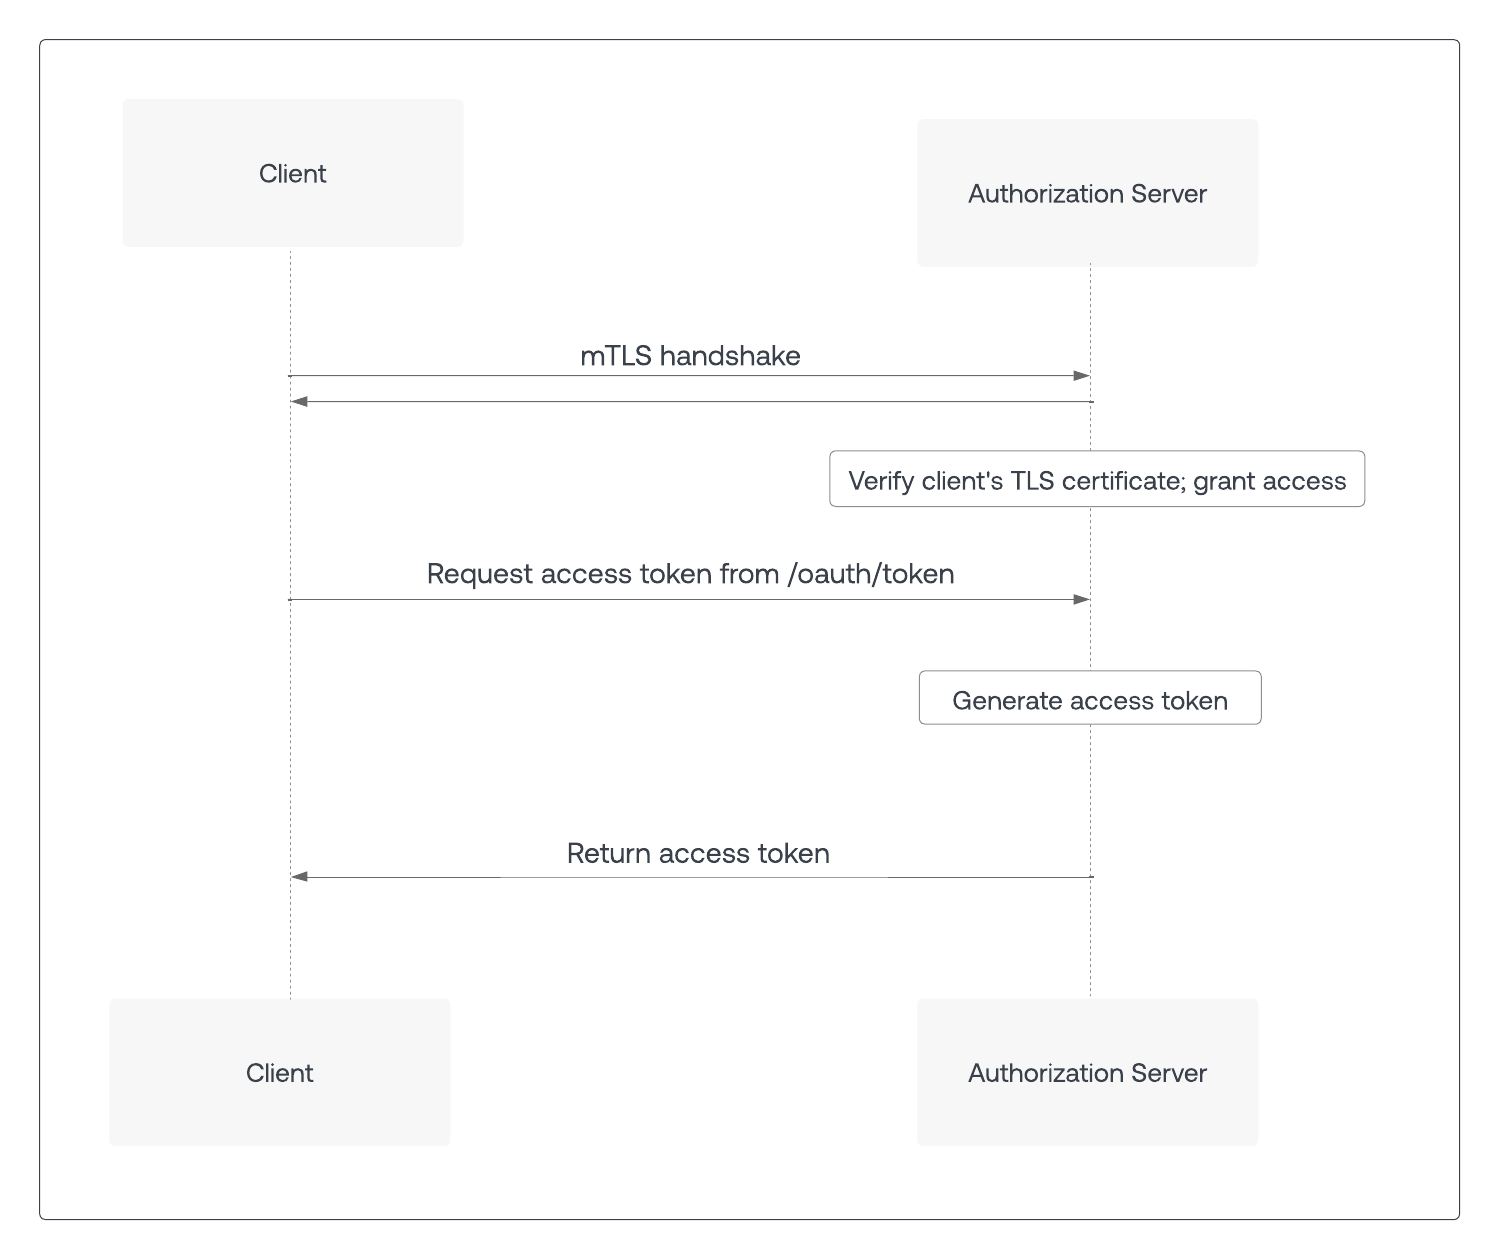 Client
Authorization Server
mTLS handshake
Verify client's TLS certificate; grant access
Request access token from /oauth/token
Generate access token
Return access token
Client
Authorization Server